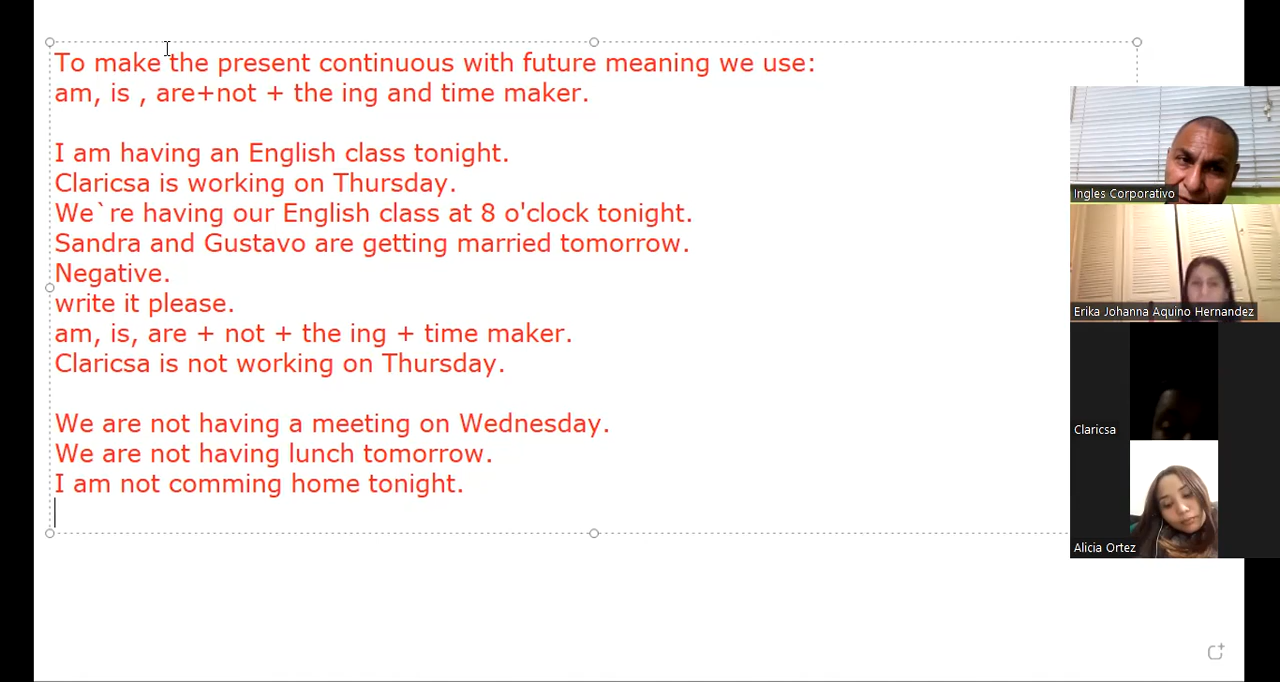 To make the present continuous with future meaning we use:
am, is , are+not + the ing and time maker.
I am having an English class tonight.
Claricsa is working on Thursday.
We`re having our English class at 8 o'clock tonight.
Sandra and Gustavo are getting married tomorrow.
Negative.
write it please.
am, is, are + not + the ing + time maker.
Claricsa is not working on Thursday.
We are not having a meeting on Wednesday.
We are not having lunch tomorrow.
I am not comming home tonight.
Ingles Corporativo
Erika Johanna Aquino Hernandez
Claricsa
Alicia Ortez